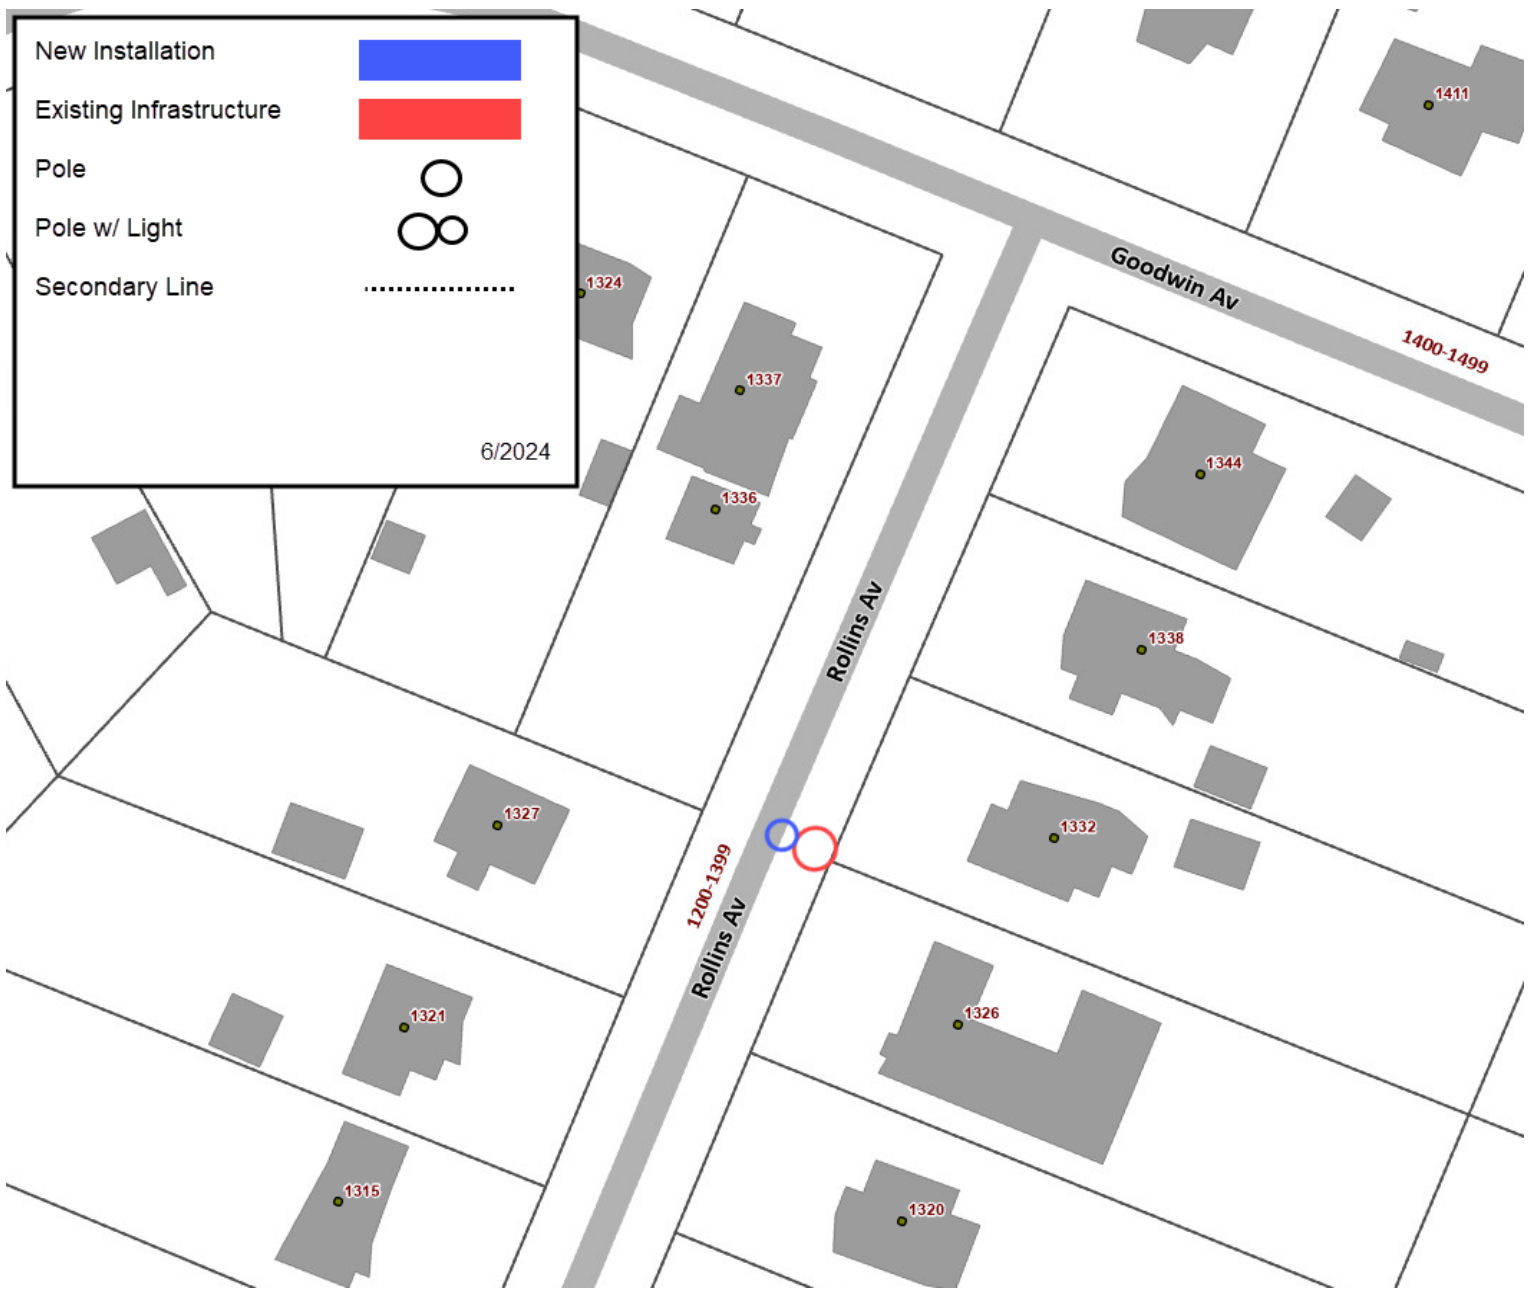 New Installation
Existing Infrastructure
Pole
Pole w/ Light
Secondary Line
6/2024
1411
Goodwin Av
1400-1499
1324
1337
1344
1336
1338
Rollins Av
1327
1332
1200-1399
Rollins Av
1326
1321
1315
1320